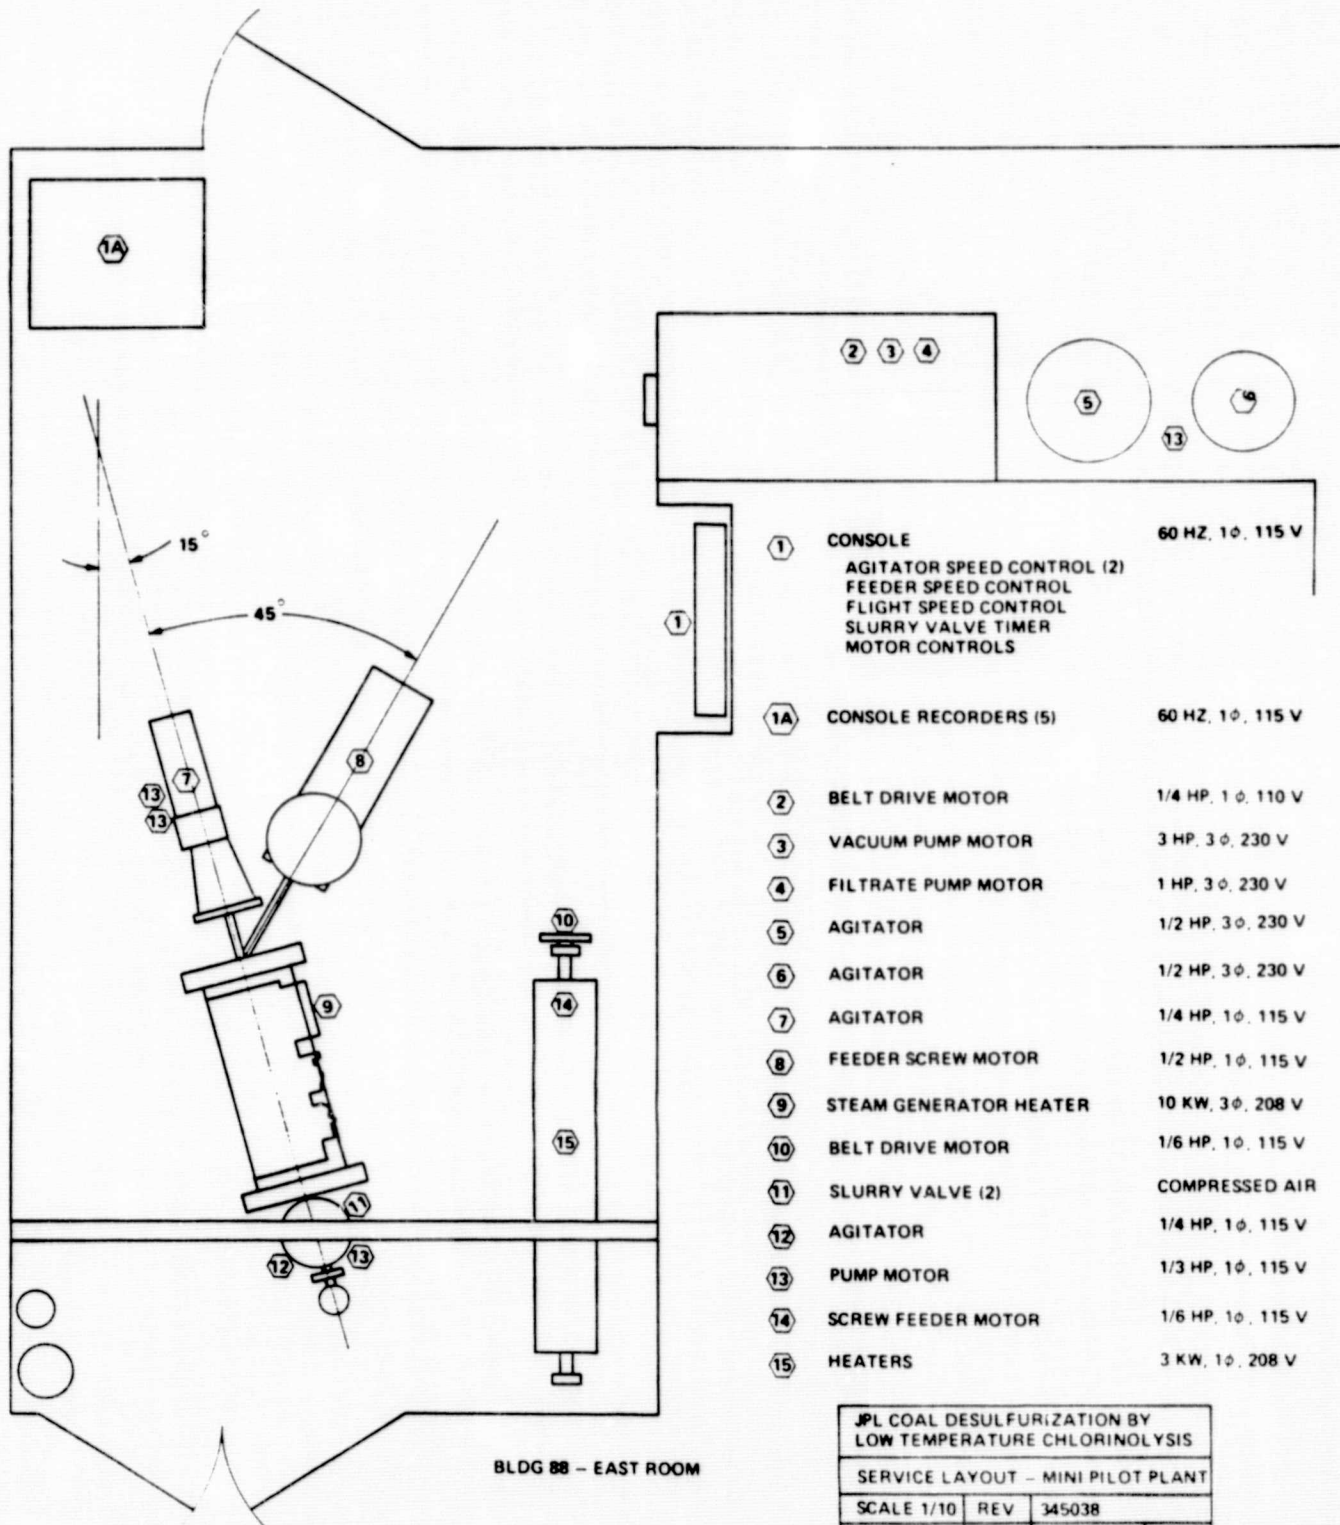 1A
2 3 4
5
6
13
15°
45°
1
8
7
13
13
10
9
14
15
11
12
13
1 CONSOLE 60 HZ, 1ϕ, 115 V
AGITATOR SPEED CONTROL (2)
FEEDER SPEED CONTROL
FLIGHT SPEED CONTROL
SLURRY VALVE TIMER
MOTOR CONTROLS
1A CONSOLE RECORDERS (5) 60 HZ, 1ϕ, 115 V
2 BELT DRIVE MOTOR 1/4 HP, 1 ϕ, 110 V
3 VACUUM PUMP MOTOR 3 HP, 3 ϕ, 230 V
4 FILTRATE PUMP MOTOR 1 HP, 3 ϕ, 230 V
5 AGITATOR 1/2 HP, 3ϕ, 230 V
6 AGITATOR 1/2 HP, 3ϕ, 230 V
7 AGITATOR 1/4 HP, 1ϕ, 115 V
8 FEEDER SCREW MOTOR 1/2 HP, 1ϕ, 115 V
9 STEAM GENERATOR HEATER 10 KW, 3ϕ, 208 V
10 BELT DRIVE MOTOR 1/6 HP, 1ϕ, 115 V
11 SLURRY VALVE (2) COMPRESSED AIR
12 AGITATOR 1/4 HP, 1ϕ, 115 V
13 PUMP MOTOR 1/3 HP, 1ϕ, 115 V
14 SCREW FEEDER MOTOR 1/6 HP, 1ϕ, 115 V
15 HEATERS 3 KW, 1ϕ, 208 V
BLDG 88 – EAST ROOM
JPL COAL DESULFURIZATION BY
LOW TEMPERATURE CHLORINOLYSIS
SERVICE LAYOUT – MINI PILOT PLANT
SCALE 1/10 REV 345038